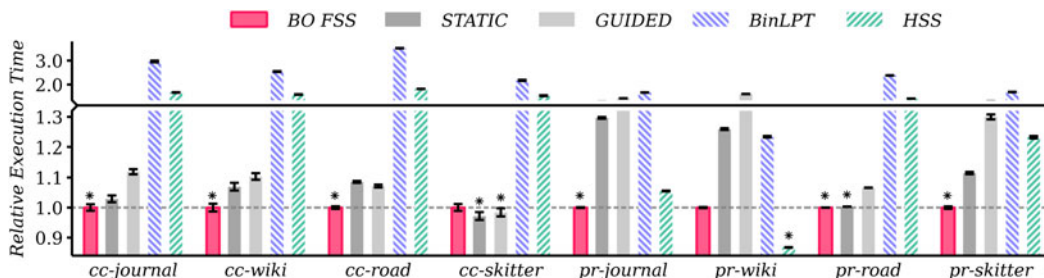 BO FSS STATIC GUIDED BinLPT HSS
Relative Execution Time
3.0
2.0
1.3
1.2
1.1
1.0
0.9
* * * * * * * * * *
cc-journal cc-wiki cc-road cc-skitter pr-journal pr-wiki pr-road pr-skitter